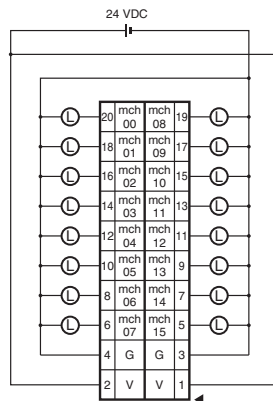 24 VDC
L 20 mch 00 mch 08 19 L
L 18 mch 01 mch 09 17 L
L 16 mch 02 mch 10 15 L
L 14 mch 03 mch 11 13 L
L 12 mch 04 mch 12 11 L
L 10 mch 05 mch 13 9 L
L 8 mch 06 mch 14 7 L
L 6 mch 07 mch 15 5 L
4 G G 3
2 V V 1